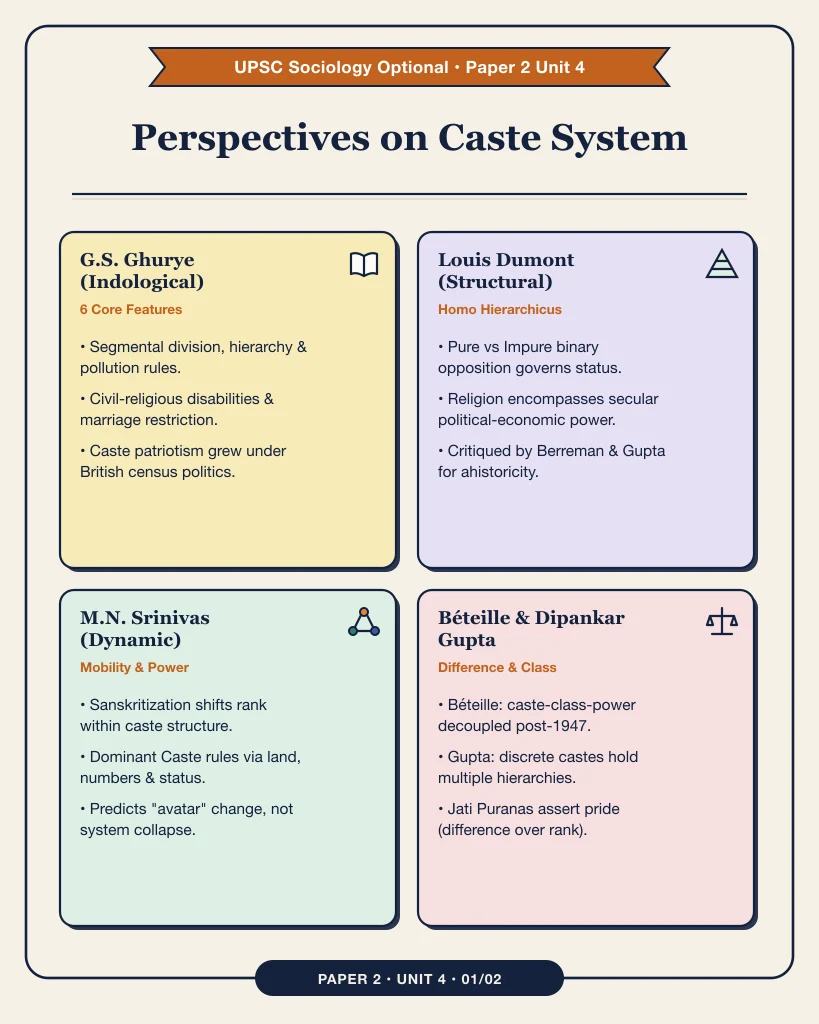 UPSC Sociology Optional • Paper 2 Unit 4
Perspectives on Caste System
G.S. Ghurye
(Indological)
6 Core Features
• Segmental division, hierarchy &
pollution rules.
• Civil-religious disabilities &
marriage restriction.
• Caste patriotism grew under
British census politics.
Louis Dumont
(Structural)
Homo Hierarchicus
• Pure vs Impure binary
opposition governs status.
• Religion encompasses secular
political-economic power.
• Critiqued by Berreman & Gupta
for ahistoricity.
M.N. Srinivas
(Dynamic)
Mobility & Power
• Sanskritization shifts rank
within caste structure.
• Dominant Caste rules via land,
numbers & status.
• Predicts "avatar" change, not
system collapse.
Béteille & Dipankar
Gupta
Difference & Class
• Béteille: caste-class-power
decoupled post-1947.
• Gupta: discrete castes hold
multiple hierarchies.
• Jati Puranas assert pride
(difference over rank).
PAPER 2 • UNIT 4 • 01/02